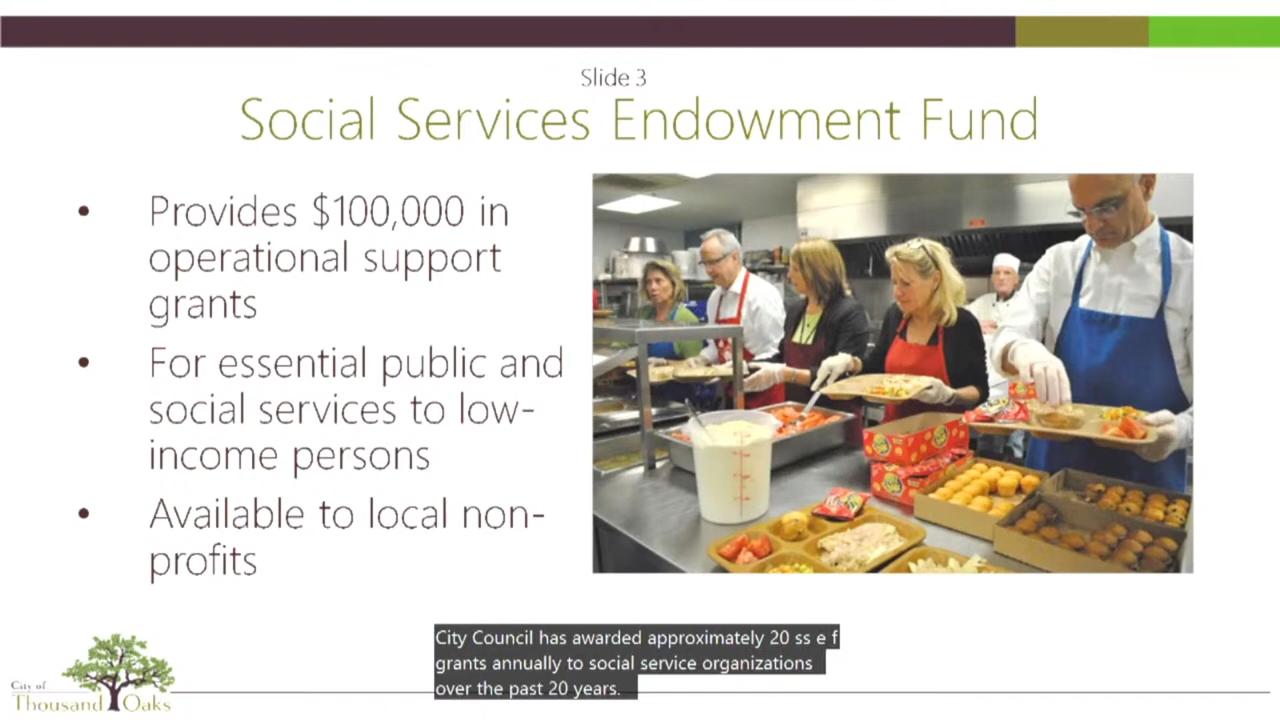 Slide 3
Social Services Endowment Fund
• Provides $100,000 in
operational support
grants
• For essential public and
social services to low-
income persons
• Available to local non-
profits
City Council has awarded approximately 20 ss e f
grants annually to social service organizations
over the past 20 years.
City of
Thousand Oaks